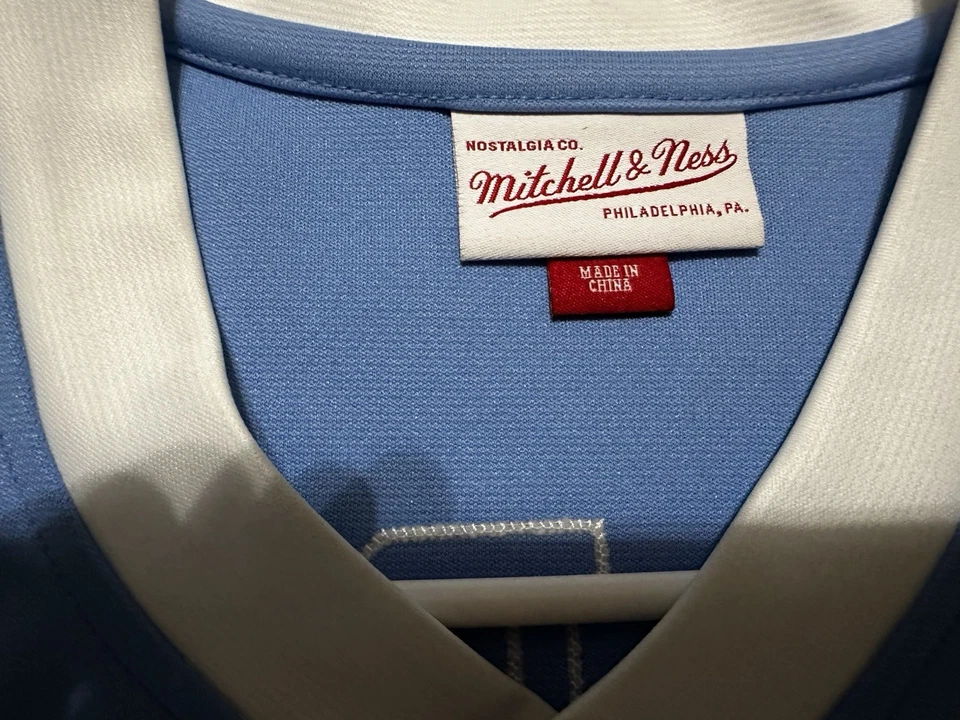 NOSTALGIA CO.
Mitchell & Ness
PHILADELPHIA, PA.
MADE IN
CHINA